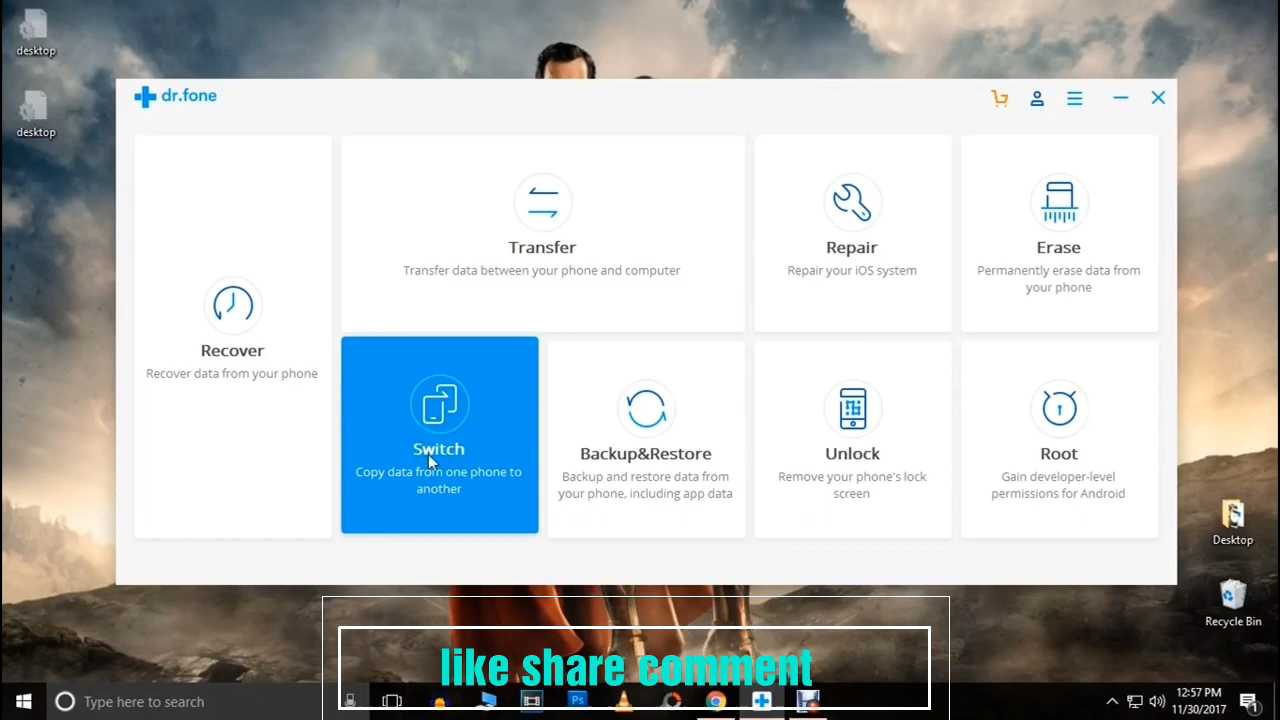 desktop
desktop
dr.fone
Transfer
Transfer data between your phone and computer
Repair
Repair your iOS system
Erase
Permanently erase data from
your phone
Recover
Recover data from your phone
Switch
Copy data from one phone to
another
Backup&Restore
Backup and restore data from
your phone, including app data
Unlock
Remove your phone's lock
screen
Root
Gain developer-level
permissions for Android
Desktop
Recycle Bin
like share comment
Type here to search
Ps
12:57 PM
11/30/2017
1